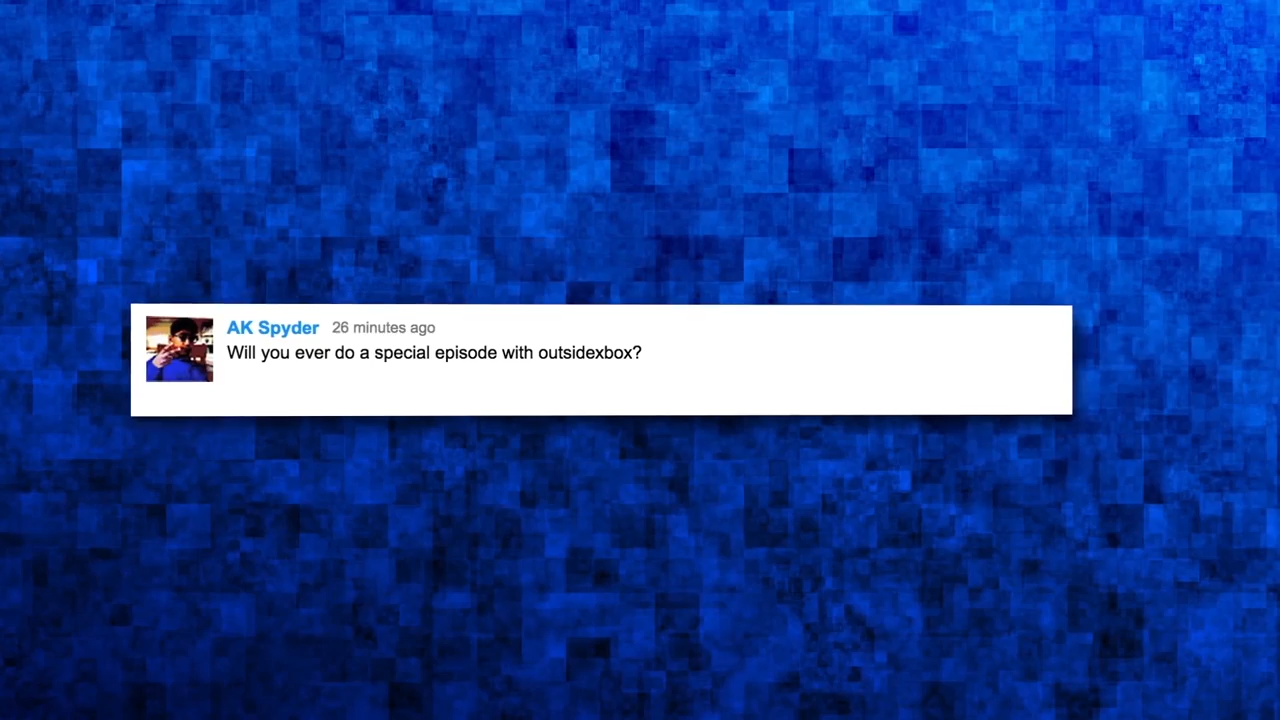 AK Spyder 26 minutes ago
Will you ever do a special episode with outsidexbox?